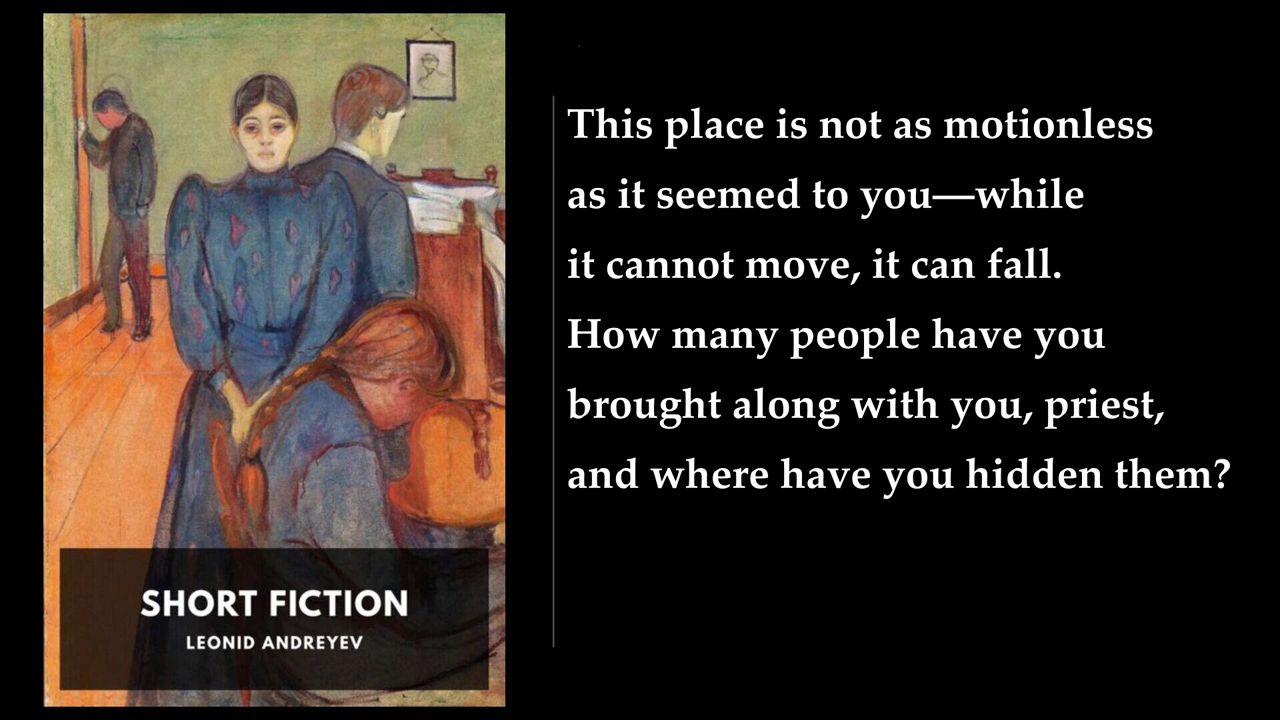 This place is not as motionless
as it seemed to you—while
it cannot move, it can fall.
How many people have you
brought along with you, priest,
and where have you hidden them?
SHORT FICTION
LEONID ANDREYEV